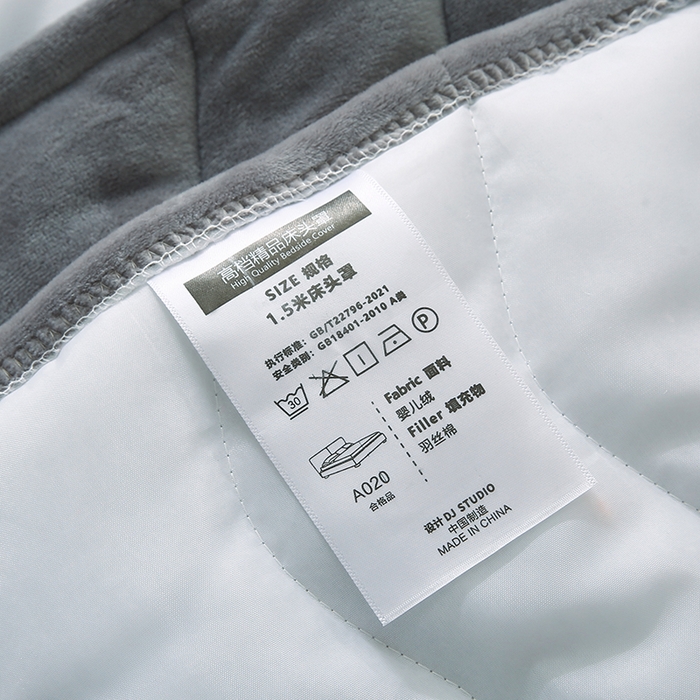 高档精品床头罩
High Quality Bedside Cover
SIZE 规格
1.5米床头罩
执行标准: GB/T22796-2021
安全类别: GB18401-2010 A类
30
P
Fabric 面料
婴儿绒
Filler 填充物
羽丝棉
A020
合格品
设计 DJ STUDIO
中国制造
MADE IN CHINA